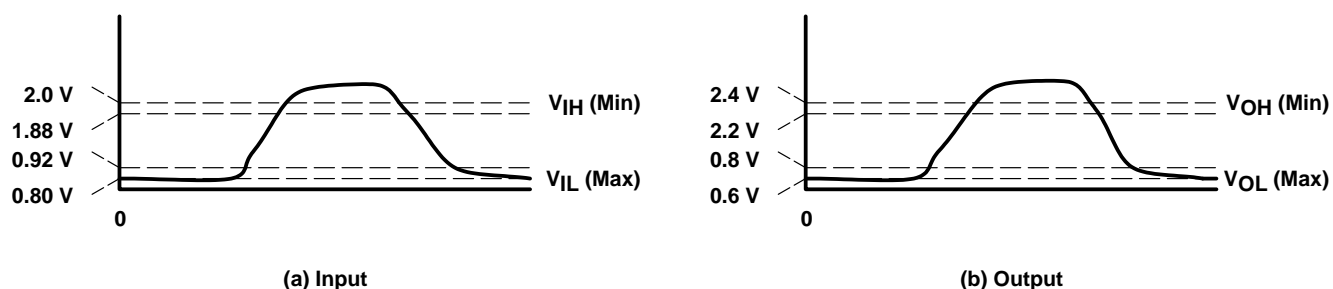 2.0 V
1.88 V
0.92 V
0.80 V
0
VIH (Min)
VIL (Max)
(a) Input
2.4 V
2.2 V
0.8 V
0.6 V
0
VOH (Min)
VOL (Max)
(b) Output